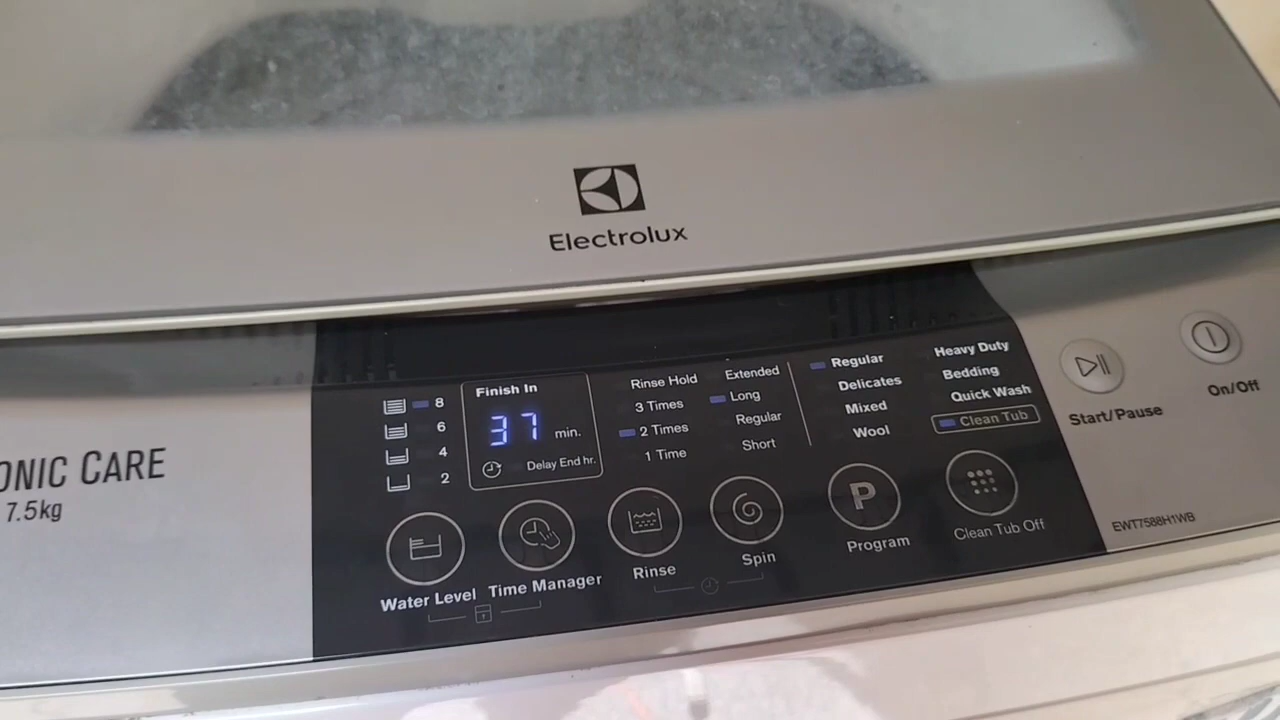 Electrolux
ONIC CARE
7.5kg
8
6
4
2
Finish In
37 min.
Delay End hr.
Rinse Hold
3 Times
2 Times
1 Time
Extended
Long
Regular
Short
Regular
Delicates
Mixed
Wool
Heavy Duty
Bedding
Quick Wash
Clean Tub
Water Level
Time Manager
Rinse
Spin
P
Program
Clean Tub Off
Start/Pause
On/Off
EWT7588H1WB